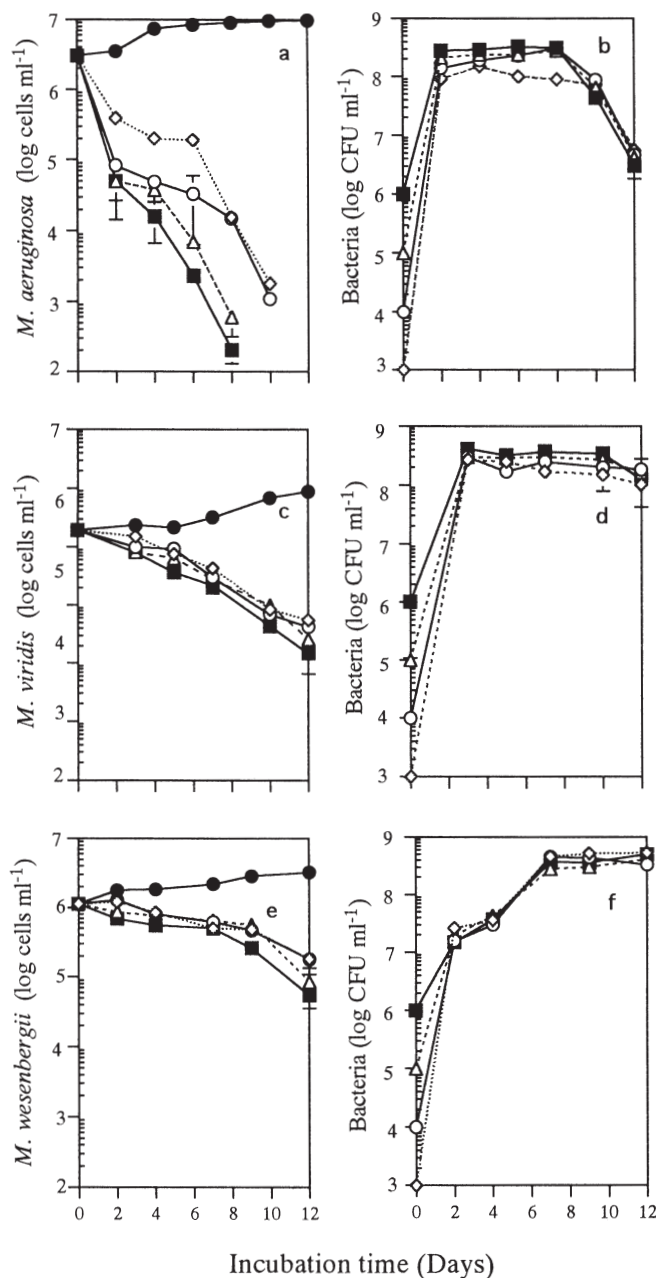 M. aeruginosa (log cells ml⁻¹)
7
6
5
4
3
2
a
Bacteria (log CFU ml⁻¹)
9
8
7
6
5
4
3
b
M. viridis (log cells ml⁻¹)
7
6
5
4
3
2
c
Bacteria (log CFU ml⁻¹)
9
8
7
6
5
4
3
d
M. wesenbergii (log cells ml⁻¹)
7
6
5
4
3
2
e
0 2 4 6 8 10 12
Bacteria (log CFU ml⁻¹)
9
8
7
6
5
4
3
f
0 2 4 6 8 10 12
Incubation time (Days)